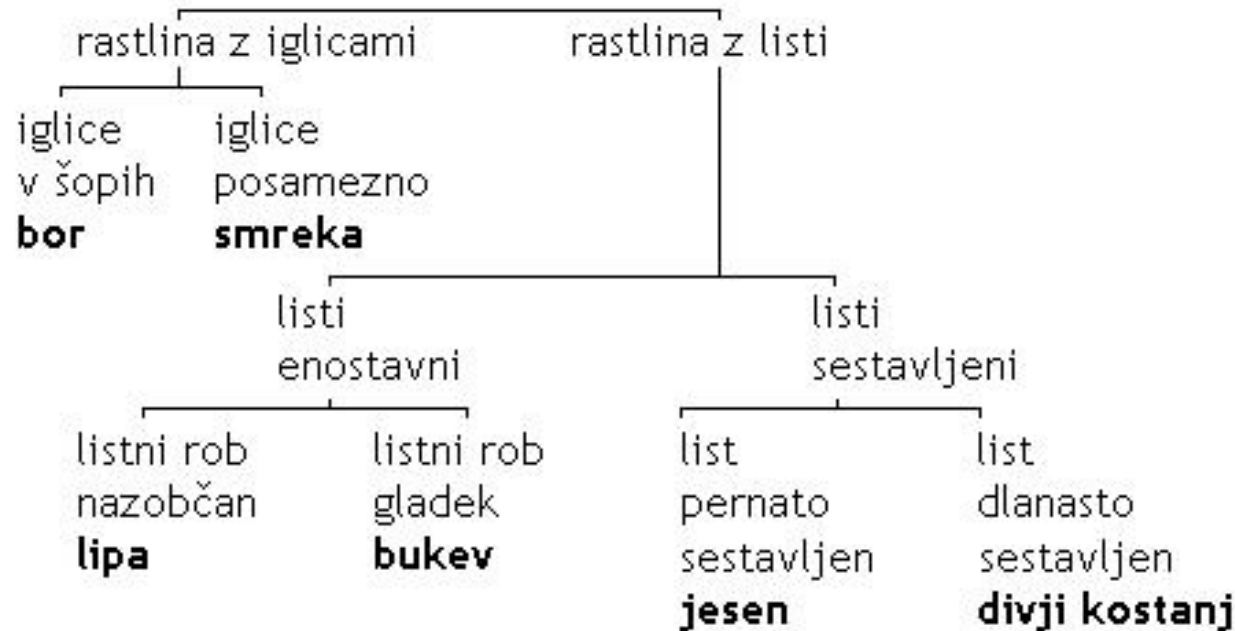 rastlina z iglicami
rastlina z listi
iglice
v šopih
bor
iglice
posamezno
smreka
listi
enostavni
listi
sestavljeni
listni rob
nazobčan
lipa
listni rob
gladek
bukev
list
pernato
sestavljen
jesen
list
dlanasto
sestavljen
divji kostanj